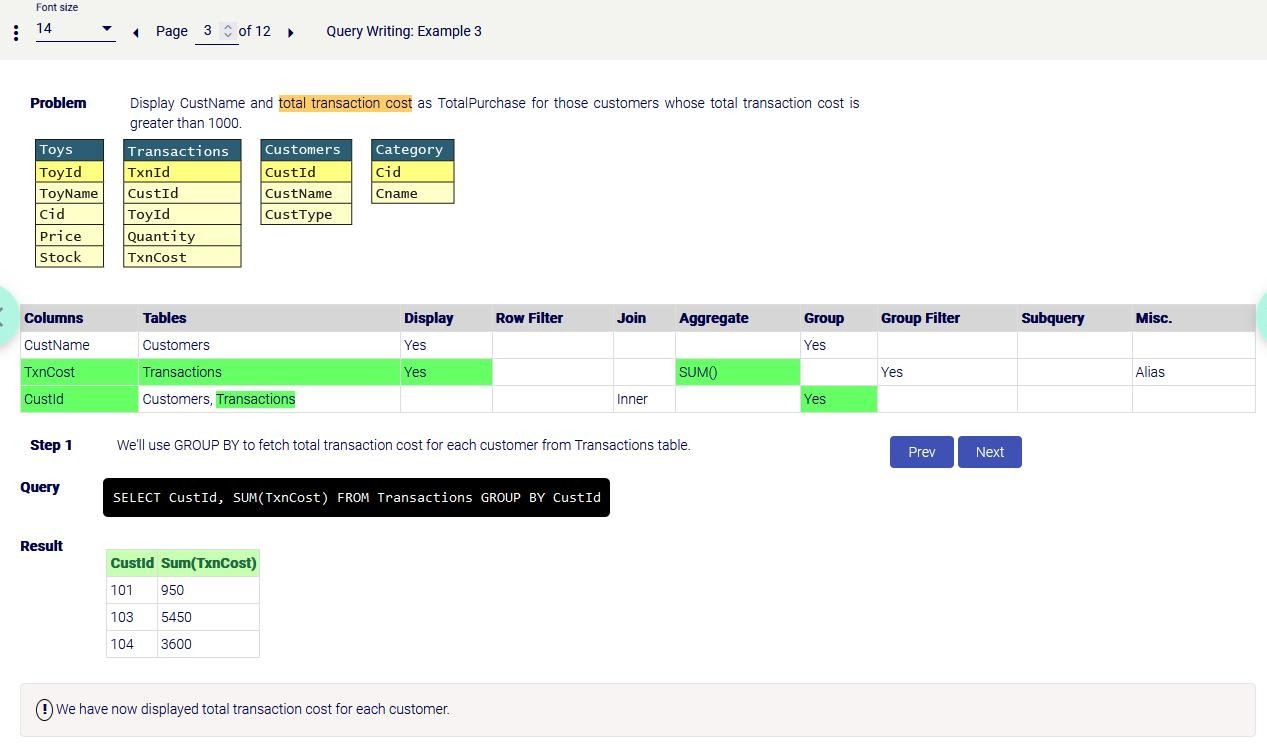 Font size
14
Page 3 of 12
Query Writing: Example 3
Problem
Display CustName and total transaction cost as TotalPurchase for those customers whose total transaction cost is
greater than 1000.
Toys
ToyId
ToyName
Cid
Price
Stock
Transactions
TxnId
CustId
ToyId
Quantity
TxnCost
Customers
CustId
CustName
CustType
Category
Cid
Cname
Columns Tables Display Row Filter Join Aggregate Group Group Filter Subquery Misc.
CustName Customers Yes Yes
TxnCost Transactions Yes SUM() Yes Alias
CustId Customers, Transactions Inner Yes
Step 1 We'll use GROUP BY to fetch total transaction cost for each customer from Transactions table.
Prev Next
Query
SELECT CustId, SUM(TxnCost) FROM Transactions GROUP BY CustId
Result
CustId Sum(TxnCost)
101 950
103 5450
104 3600
! We have now displayed total transaction cost for each customer.